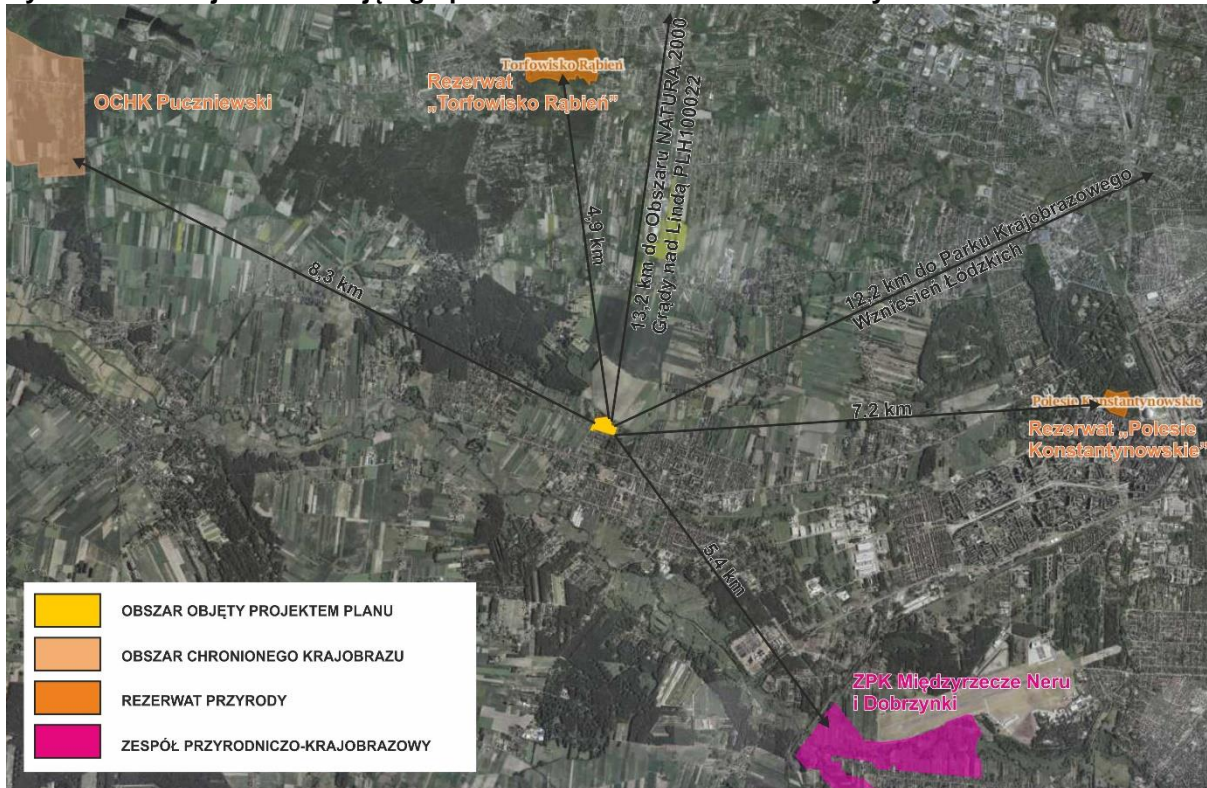 Torfowisko Rąbień
Rezerwat
„Torfowisko Rąbień”
OCHK Puczniewski
13,2 km do Obszaru NATURA 2000
Grądy nad Lindą PLH100022
4,9 km
12,2 km do Parku Krajobrazowego
Wzniesień Łódzkich
8,3 km
7.2 km
Polesie Konstantynowskie
Rezerwat „Polesie
Konstantynowskie”
5.4 km
ZPK Międzyrzecze Neru
i Dobrzynki
OBSZAR OBJĘTY PROJEKTEM PLANU
OBSZAR CHRONIONEGO KRAJOBRAZU
REZERWAT PRZYRODY
ZESPÓŁ PRZYRODNICZO-KRAJOBRAZOWY